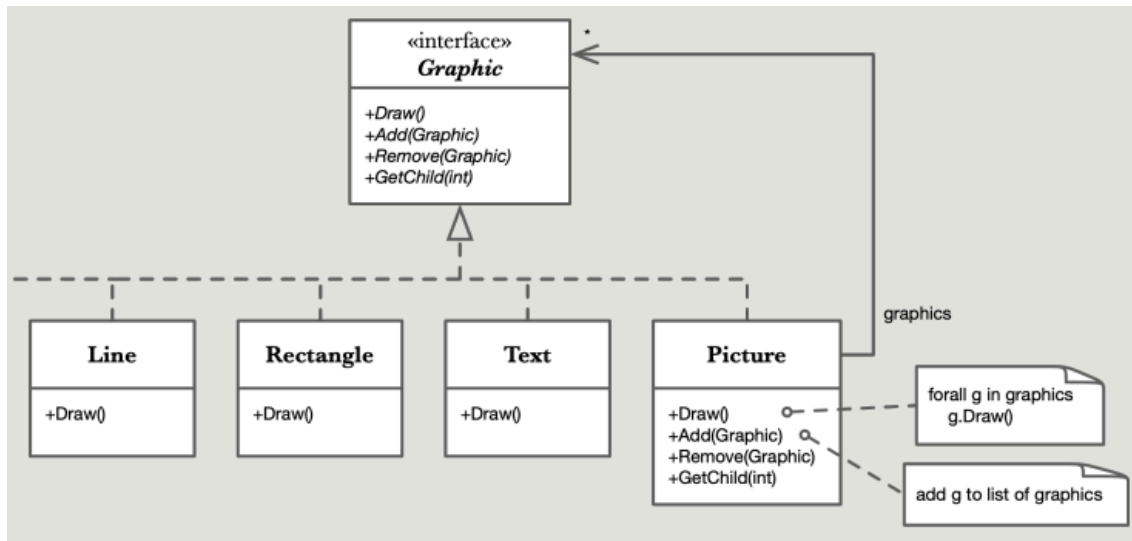 «interface»
Graphic
*
+Draw()
+Add(Graphic)
+Remove(Graphic)
+GetChild(int)
graphics
Line
+Draw()
Rectangle
+Draw()
Text
+Draw()
Picture
+Draw()
+Add(Graphic)
+Remove(Graphic)
+GetChild(int)
forall g in graphics
g.Draw()
add g to list of graphics